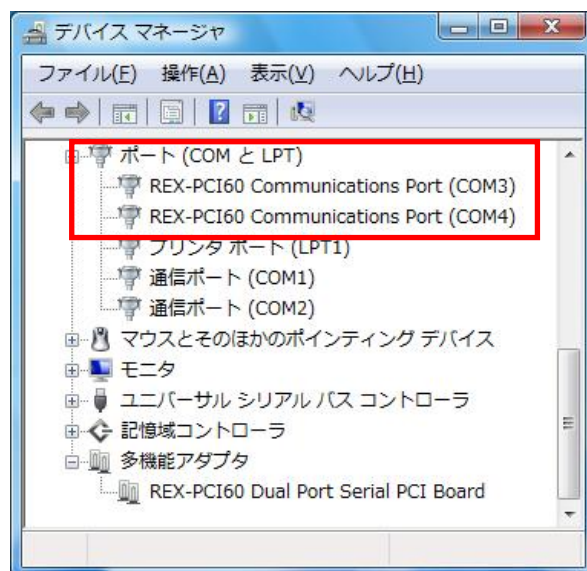 デバイス マネージャ
ファイル(F) 操作(A) 表示(V) ヘルプ(H)
ポート (COM と LPT)
REX-PCI60 Communications Port (COM3)
REX-PCI60 Communications Port (COM4)
プリンタ ポート (LPT1)
通信ポート (COM1)
通信ポート (COM2)
マウスとそのほかのポインティング デバイス
モニタ
ユニバーサル シリアル バス コントローラ
記憶域コントローラ
多機能アダプタ
REX-PCI60 Dual Port Serial PCI Board